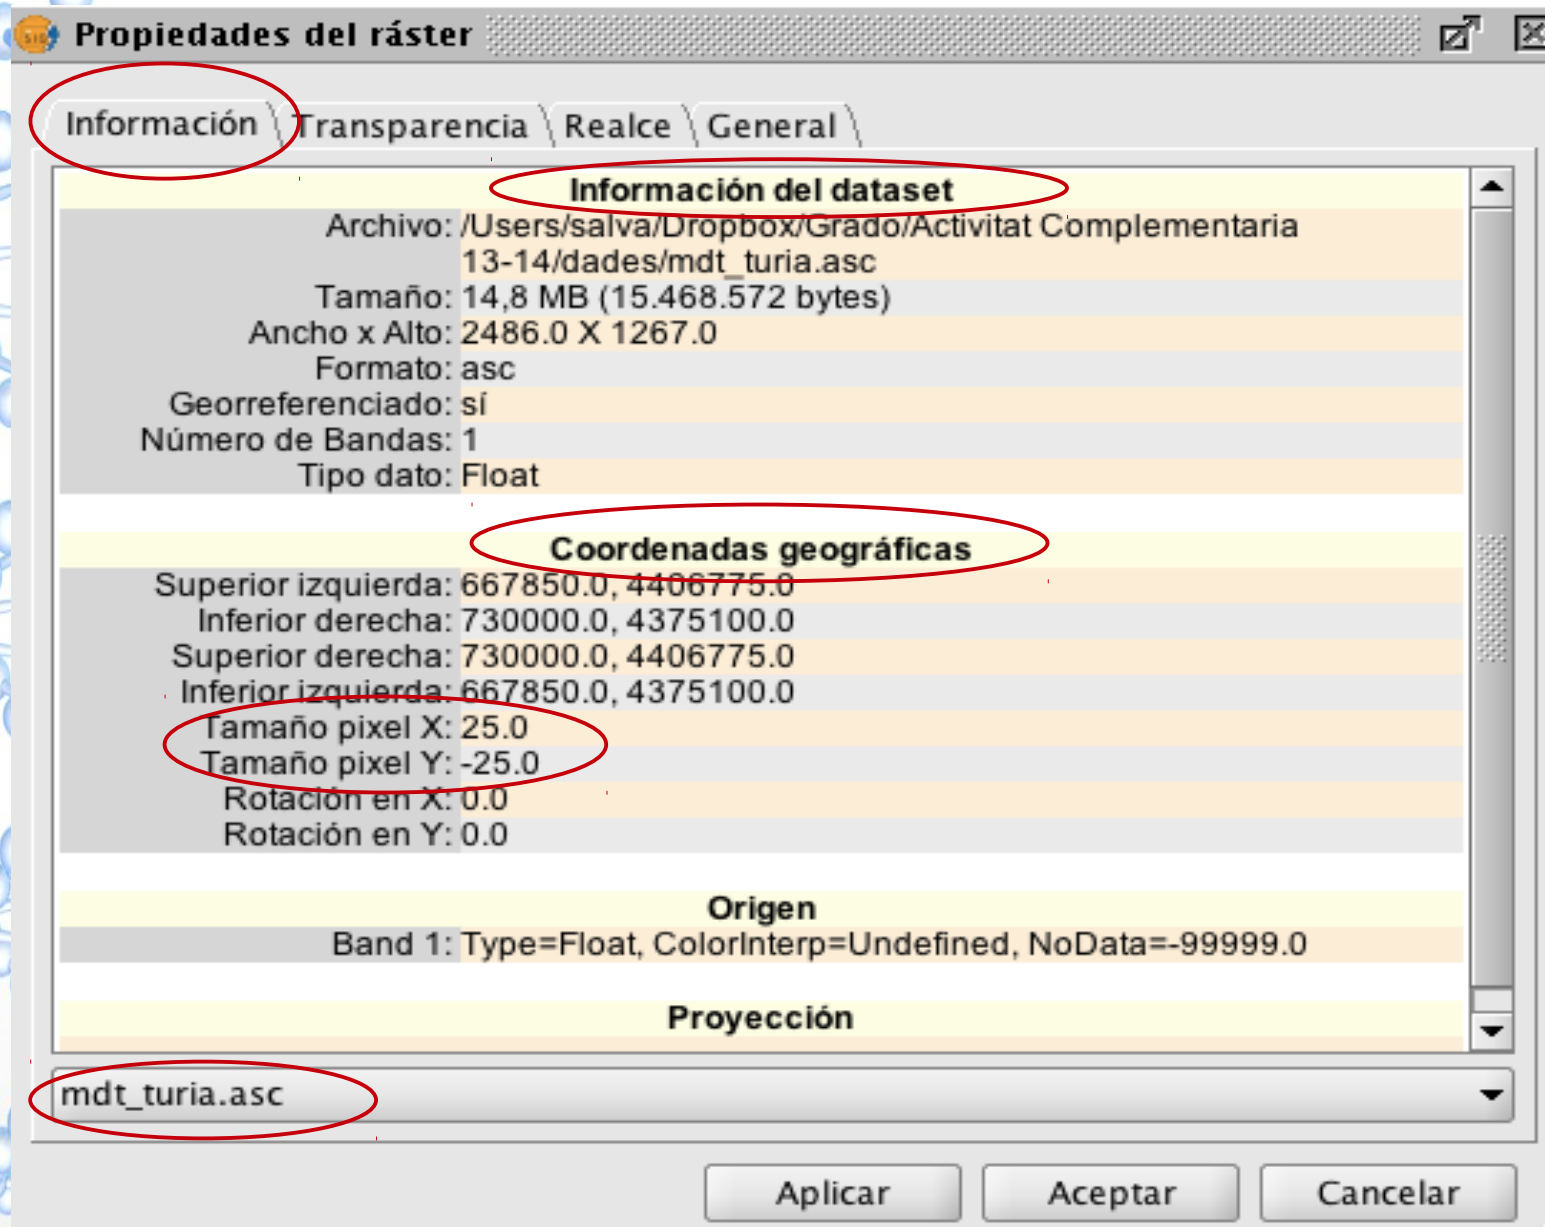 Propiedades del ráster
Información
Transparencia
Realce
General
Información del dataset
Archivo: /Users/salva/Dropbox/Grado/Activitat Complementaria
13-14/dades/mdt_turia.asc
Tamaño: 14,8 MB (15.468.572 bytes)
Ancho x Alto: 2486.0 X 1267.0
Formato: asc
Georreferenciado: sí
Número de Bandas: 1
Tipo dato: Float
Coordenadas geográficas
Superior izquierda: 667850.0, 4406775.0
Inferior derecha: 730000.0, 4375100.0
Superior derecha: 730000.0, 4406775.0
Inferior izquierda: 667850.0, 4375100.0
Tamaño pixel X: 25.0
Tamaño pixel Y: -25.0
Rotación en X: 0.0
Rotación en Y: 0.0
Origen
Band 1: Type=Float, ColorInterp=Undefined, NoData=-99999.0
Proyección
mdt_turia.asc
Aplicar
Aceptar
Cancelar